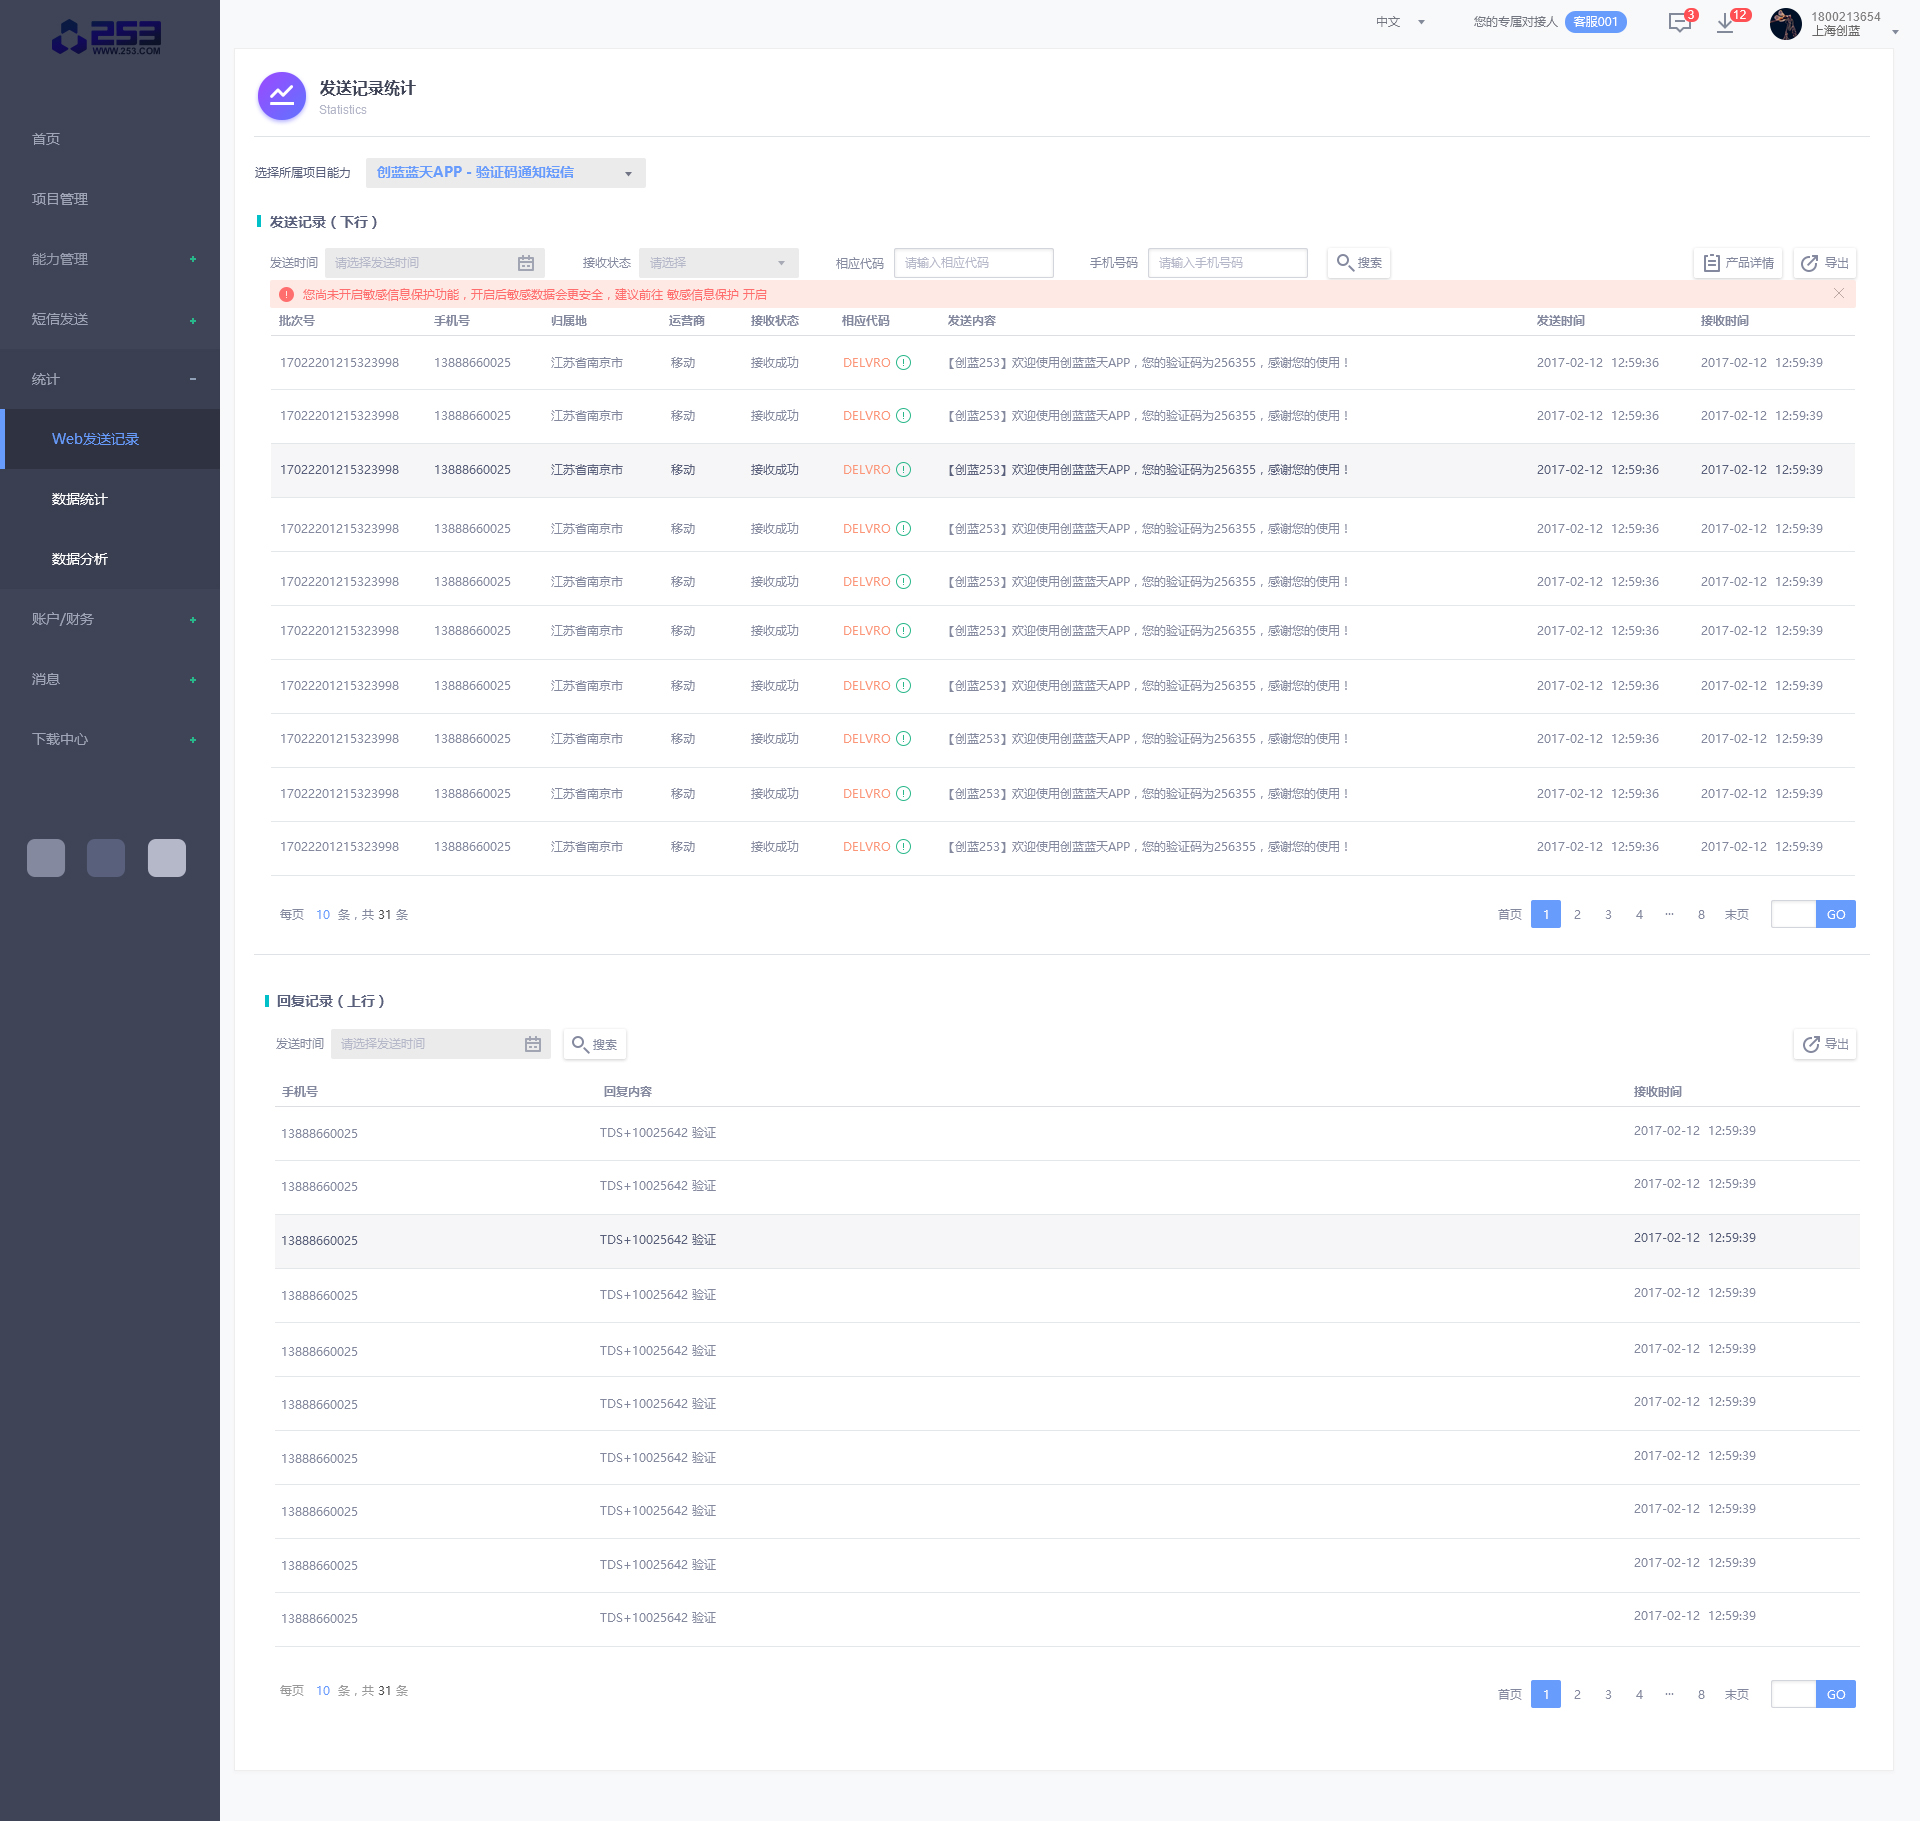 253
WWW.253.COM
中文
您的专属对接人 客服001
3
12
1800213654
上海创蓝
首页
项目管理
能力管理 +
短信发送 +
统计 −
Web发送记录
数据统计
数据分析
账户/财务 +
消息 +
下载中心 +
发送记录统计
Statistics
选择所属项目能力 创蓝蓝天APP - 验证码通知短信
发送记录（下行）
发送时间 请选择发送时间 接收状态 请选择 相应代码 请输入相应代码 手机号码 请输入手机号码 搜索 产品详情 导出
您尚未开启敏感信息保护功能，开启后敏感数据会更安全，建议前往 敏感信息保护 开启
批次号 手机号 归属地 运营商 接收状态 相应代码 发送内容 发送时间 接收时间
17022201215323998 13888660025 江苏省南京市 移动 接收成功 DELVRO 【创蓝253】欢迎使用创蓝蓝天APP，您的验证码为256355，感谢您的使用！ 2017-02-12 12:59:36 2017-02-12 12:59:39
17022201215323998 13888660025 江苏省南京市 移动 接收成功 DELVRO 【创蓝253】欢迎使用创蓝蓝天APP，您的验证码为256355，感谢您的使用！ 2017-02-12 12:59:36 2017-02-12 12:59:39
17022201215323998 13888660025 江苏省南京市 移动 接收成功 DELVRO 【创蓝253】欢迎使用创蓝蓝天APP，您的验证码为256355，感谢您的使用！ 2017-02-12 12:59:36 2017-02-12 12:59:39
17022201215323998 13888660025 江苏省南京市 移动 接收成功 DELVRO 【创蓝253】欢迎使用创蓝蓝天APP，您的验证码为256355，感谢您的使用！ 2017-02-12 12:59:36 2017-02-12 12:59:39
17022201215323998 13888660025 江苏省南京市 移动 接收成功 DELVRO 【创蓝253】欢迎使用创蓝蓝天APP，您的验证码为256355，感谢您的使用！ 2017-02-12 12:59:36 2017-02-12 12:59:39
17022201215323998 13888660025 江苏省南京市 移动 接收成功 DELVRO 【创蓝253】欢迎使用创蓝蓝天APP，您的验证码为256355，感谢您的使用！ 2017-02-12 12:59:36 2017-02-12 12:59:39
17022201215323998 13888660025 江苏省南京市 移动 接收成功 DELVRO 【创蓝253】欢迎使用创蓝蓝天APP，您的验证码为256355，感谢您的使用！ 2017-02-12 12:59:36 2017-02-12 12:59:39
17022201215323998 13888660025 江苏省南京市 移动 接收成功 DELVRO 【创蓝253】欢迎使用创蓝蓝天APP，您的验证码为256355，感谢您的使用！ 2017-02-12 12:59:36 2017-02-12 12:59:39
17022201215323998 13888660025 江苏省南京市 移动 接收成功 DELVRO 【创蓝253】欢迎使用创蓝蓝天APP，您的验证码为256355，感谢您的使用！ 2017-02-12 12:59:36 2017-02-12 12:59:39
17022201215323998 13888660025 江苏省南京市 移动 接收成功 DELVRO 【创蓝253】欢迎使用创蓝蓝天APP，您的验证码为256355，感谢您的使用！ 2017-02-12 12:59:36 2017-02-12 12:59:39
每页 10 条，共 31 条 首页 1 2 3 4 ... 8 末页 GO
回复记录（上行）
发送时间 请选择发送时间 搜索 导出
手机号 回复内容 接收时间
13888660025 TDS+10025642 验证 2017-02-12 12:59:39
13888660025 TDS+10025642 验证 2017-02-12 12:59:39
13888660025 TDS+10025642 验证 2017-02-12 12:59:39
13888660025 TDS+10025642 验证 2017-02-12 12:59:39
13888660025 TDS+10025642 验证 2017-02-12 12:59:39
13888660025 TDS+10025642 验证 2017-02-12 12:59:39
13888660025 TDS+10025642 验证 2017-02-12 12:59:39
13888660025 TDS+10025642 验证 2017-02-12 12:59:39
13888660025 TDS+10025642 验证 2017-02-12 12:59:39
13888660025 TDS+10025642 验证 2017-02-12 12:59:39
每页 10 条，共 31 条 首页 1 2 3 4 ... 8 末页 GO